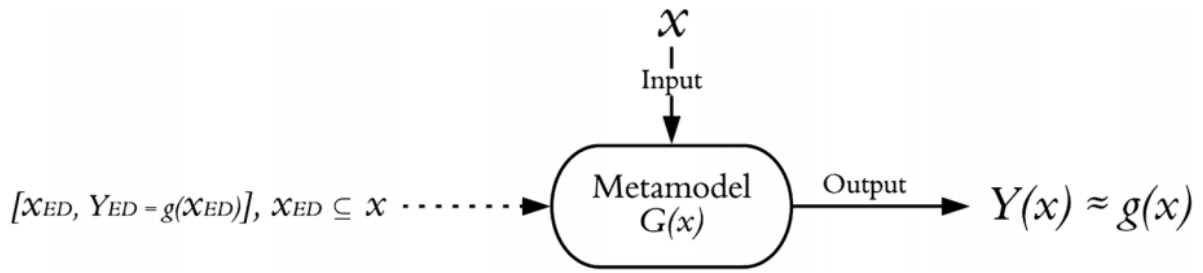 x
Input
[xED, YED = g(xED)], xED ⊆ x
Metamodel
G(x)
Output
Y(x) ≈ g(x)